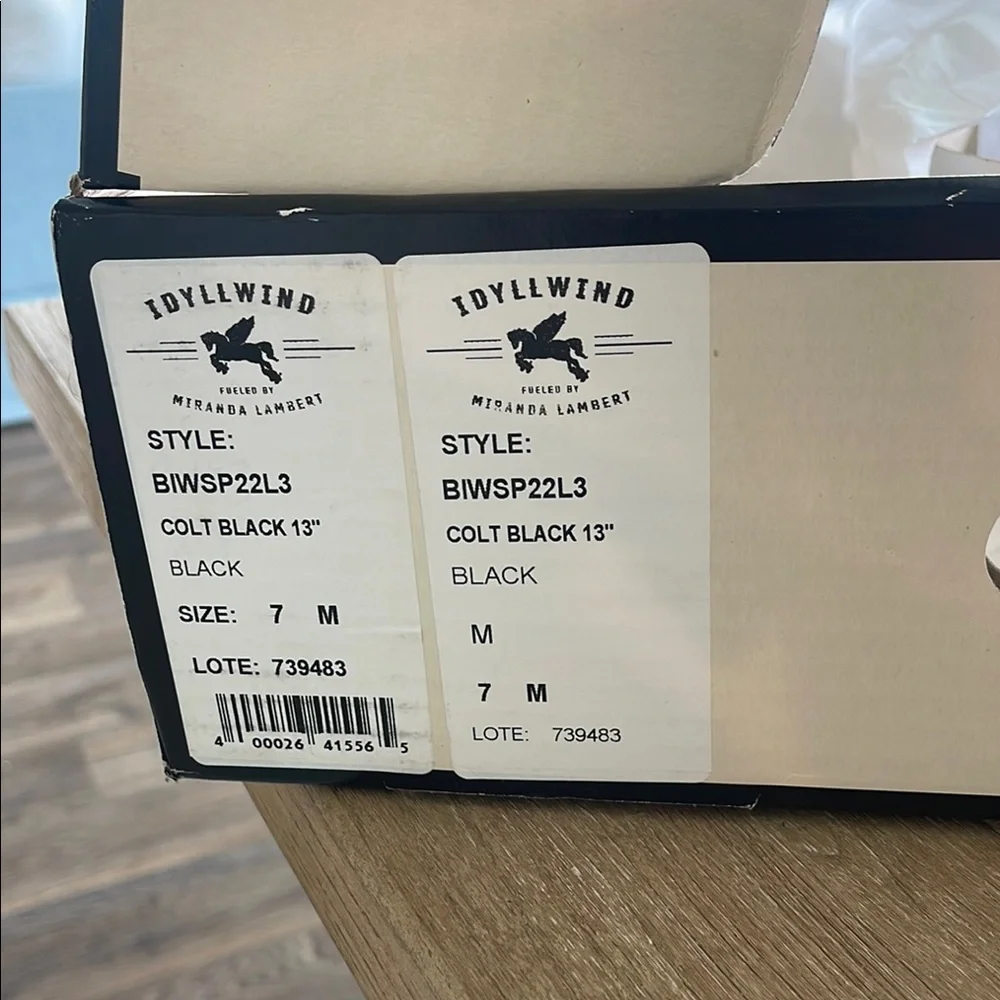 IDYLLWIND
FUELED BY
MIRANDA LAMBERT
STYLE:
BIWSP22L3
COLT BLACK 13"
BLACK
SIZE: 7 M
LOTE: 739483
4 00026 41556 5
IDYLLWIND
FUELED BY
MIRANDA LAMBERT
STYLE:
BIWSP22L3
COLT BLACK 13"
BLACK
M
7 M
LOTE: 739483